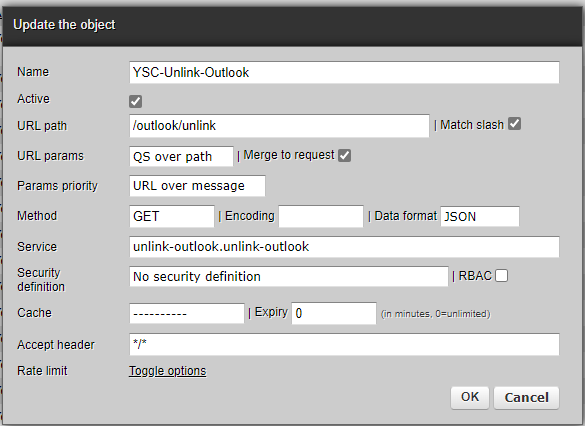 Update the object
Name YSC-Unlink-Outlook
Active
URL path /outlook/unlink | Match slash
URL params QS over path | Merge to request
Params priority URL over message
Method GET | Encoding | Data format JSON
Service unlink-outlook.unlink-outlook
Security
definition No security definition | RBAC
Cache ---------- | Expiry 0 (in minutes, 0=unlimited)
Accept header */*
Rate limit Toggle options
OK Cancel